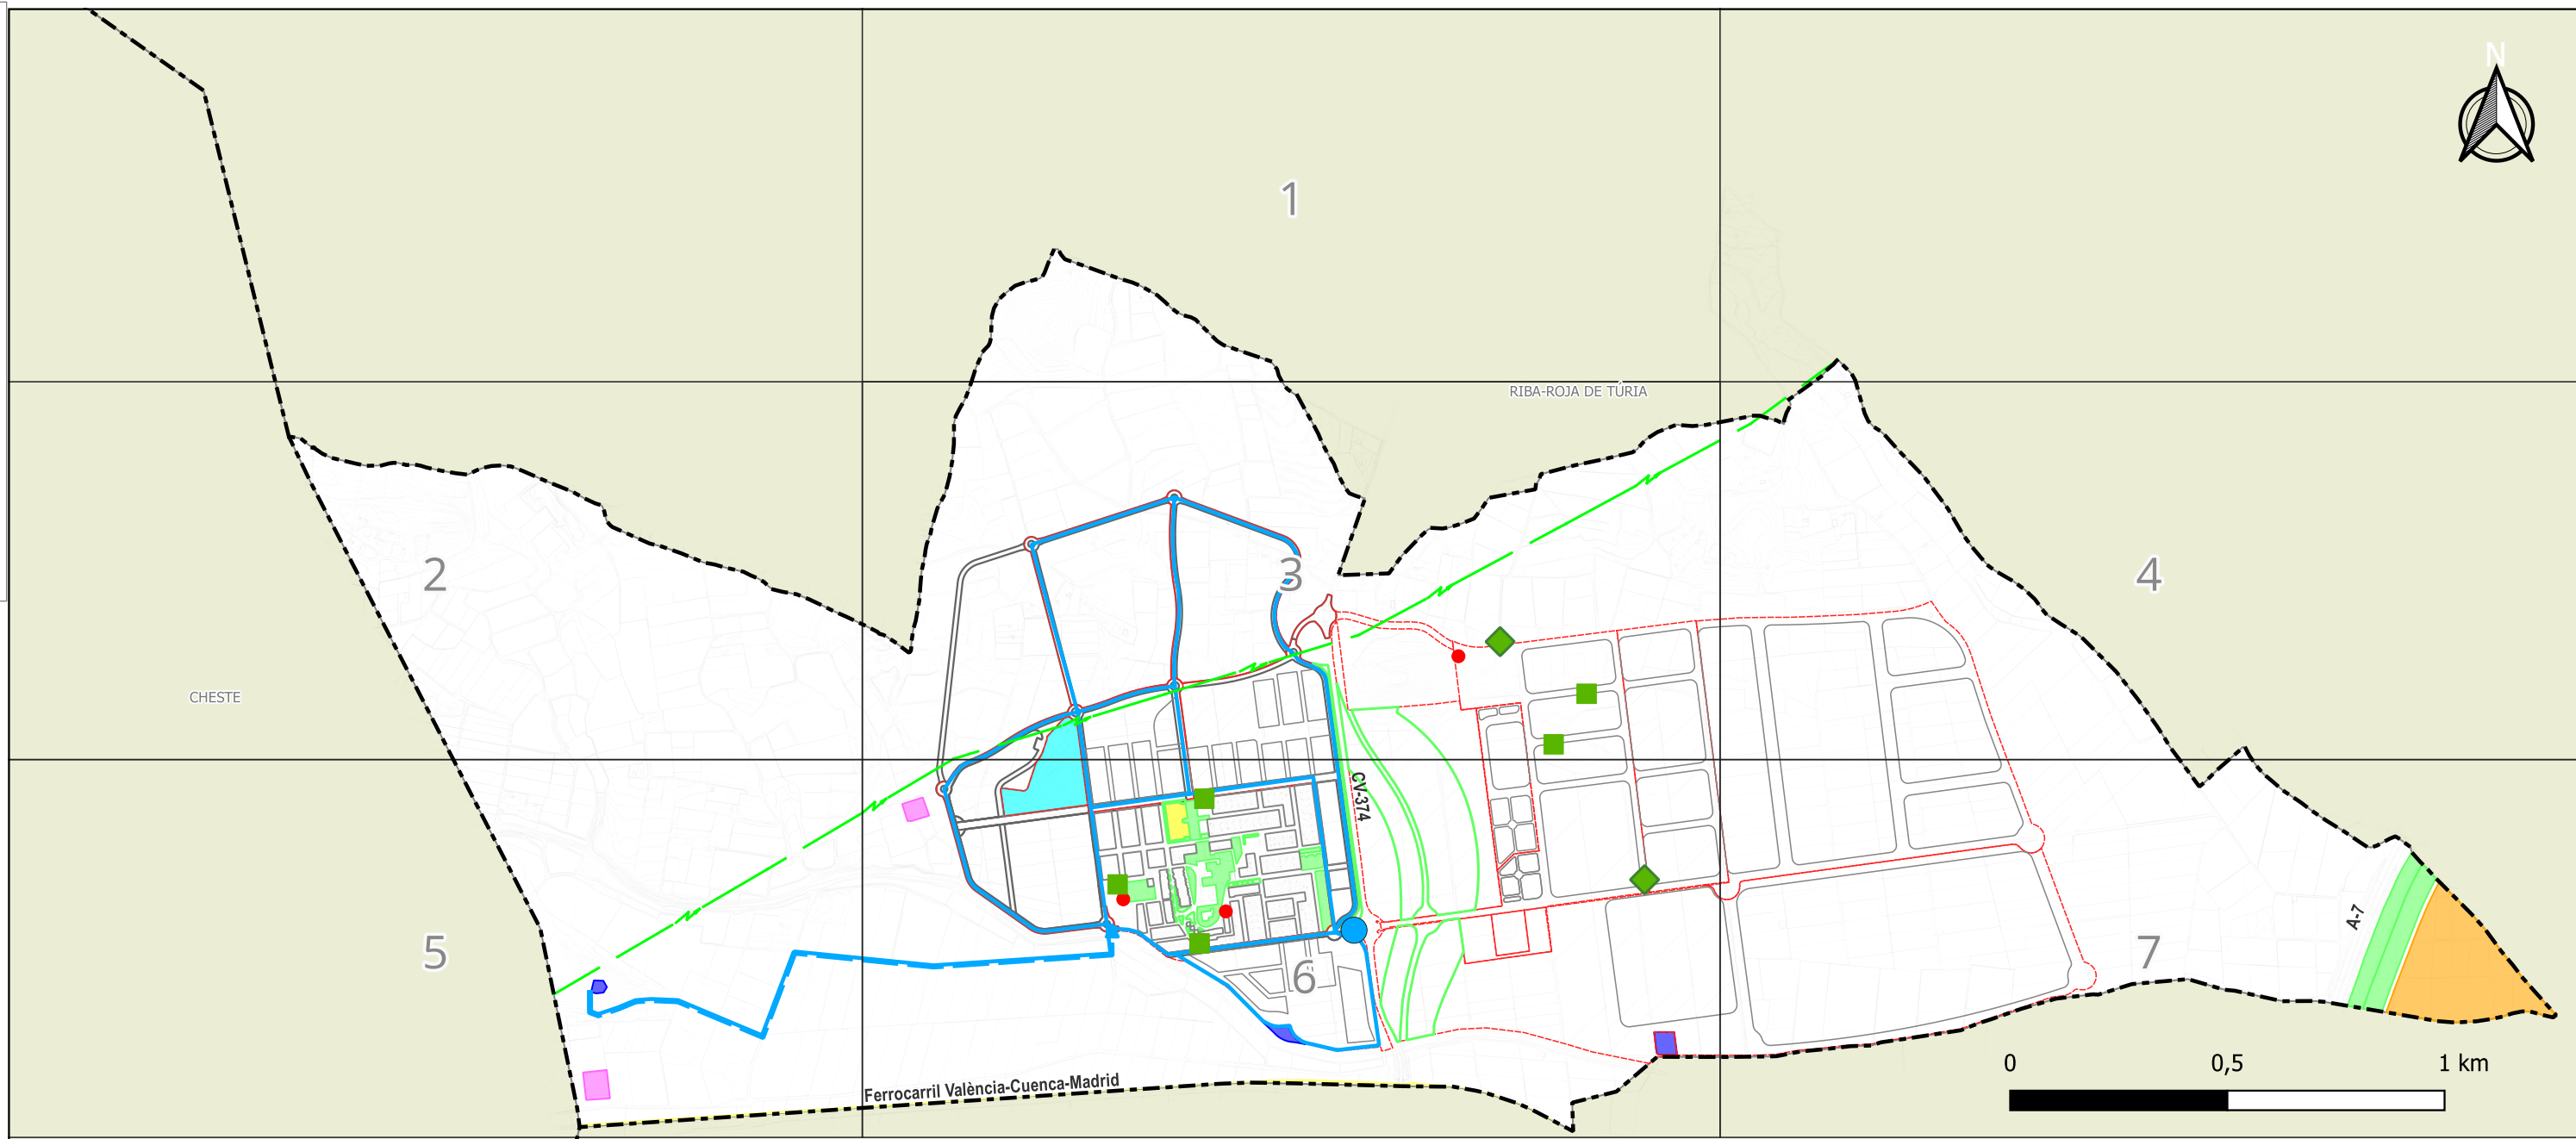 N
1
RIBA-ROJA DE TÚRIA
2
3
4
CHESTE
CV-374
A-7
5
6
7
0 0,5 1 km
Ferrocarril València-Cuenca-Madrid